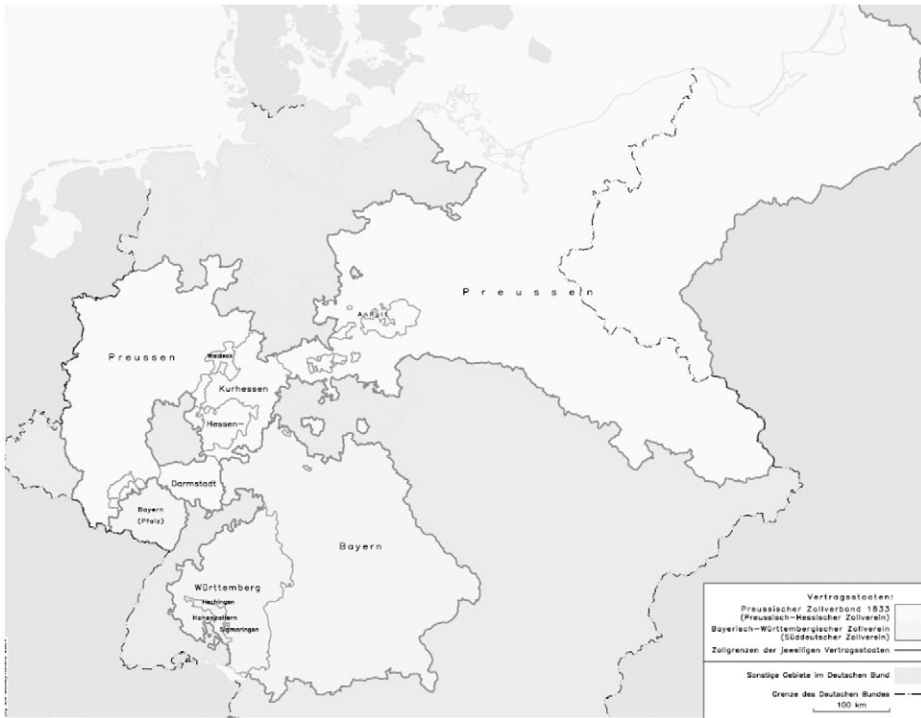 Preussen
Anhalt
Preussen
Waldeck
Kurhessen
Hessen-
Darmstadt
Bayern
(Pfalz)
Bayern
Württemberg
Hechingen
Hohenzollern
Sigmaringen
Vertragsstaaten:
Preussischer Zollverband 1833
(Preussisch-Hessischer Zollverein)
Bayerisch-Württembergischer Zollverein
(Süddeutscher Zollverein)
Zollgrenzen der jeweiligen Vertragsstaaten
Sonstige Gebiete im Deutschen Bund
Grenze des Deutschen Bundes
100 km